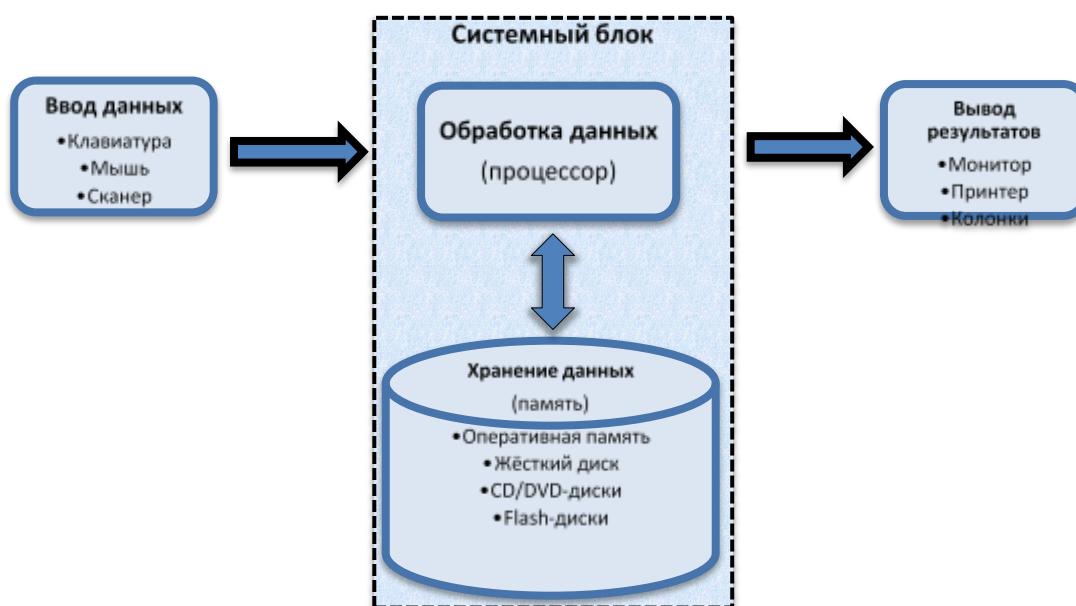 Системный блок
Ввод данных
•Клавиатура
•Мышь
•Сканер
Обработка данных
(процессор)
Вывод
результатов
•Монитор
•Принтер
•Колонки
Хранение данных
(память)
•Оперативная память
•Жёсткий диск
•CD/DVD-диски
•Flash-диски